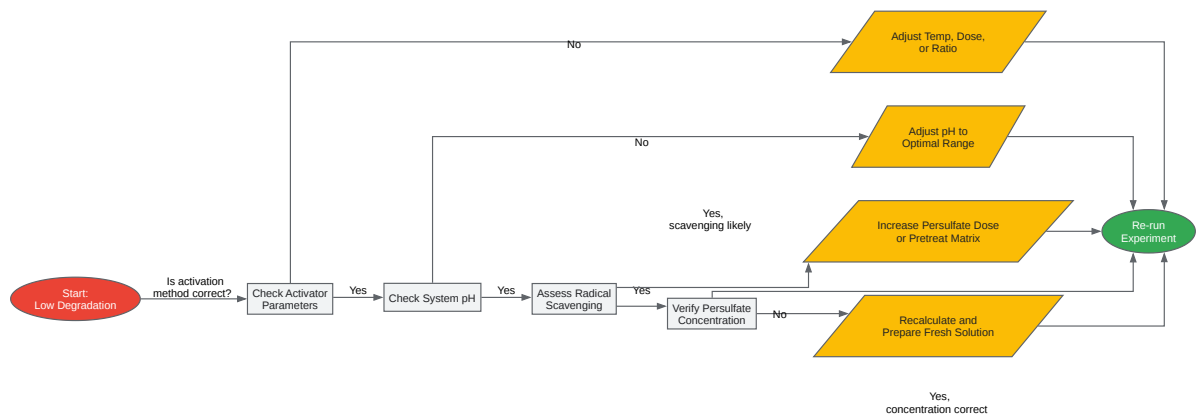 Adjust Temp, Dose,
or Ratio
No
Adjust pH to
Optimal Range
No
Yes,
scavenging likely
Increase Persulfate Dose
or Pretreat Matrix
Re-run
Experiment
Start:
Low Degradation
Is activation
method correct?
Check Activator
Parameters
Yes
Check System pH
Yes
Assess Radical
Scavenging
Yes
Verify Persulfate
Concentration
No
Recalculate and
Prepare Fresh Solution
Yes,
concentration correct